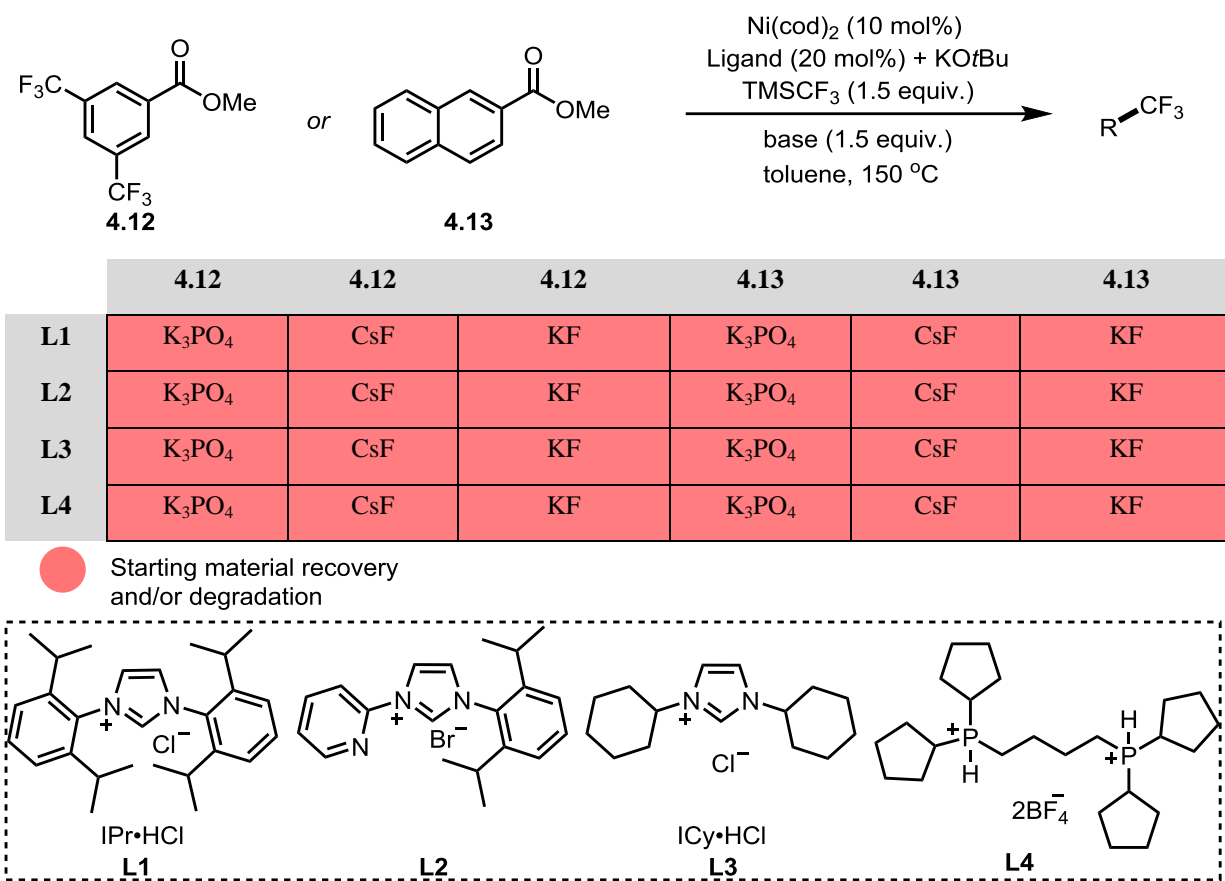 F3C
O
OMe
CF3
4.12
or
O
OMe
4.13
Ni(cod)2 (10 mol%)
Ligand (20 mol%) + KOtBu
TMSCF3 (1.5 equiv.)
base (1.5 equiv.)
toluene, 150 oC
R
CF3
4.12 4.12 4.12 4.13 4.13 4.13
L1 K3PO4 CsF KF K3PO4 CsF KF
L2 K3PO4 CsF KF K3PO4 CsF KF
L3 K3PO4 CsF KF K3PO4 CsF KF
L4 K3PO4 CsF KF K3PO4 CsF KF
Starting material recovery
and/or degradation
N
+
N
Cl−
IPr•HCl
L1
N
+
N
N
Br−
L2
N
+
N
Cl−
ICy•HCl
L3
+
P
H
H
+
P
2BF4−
L4